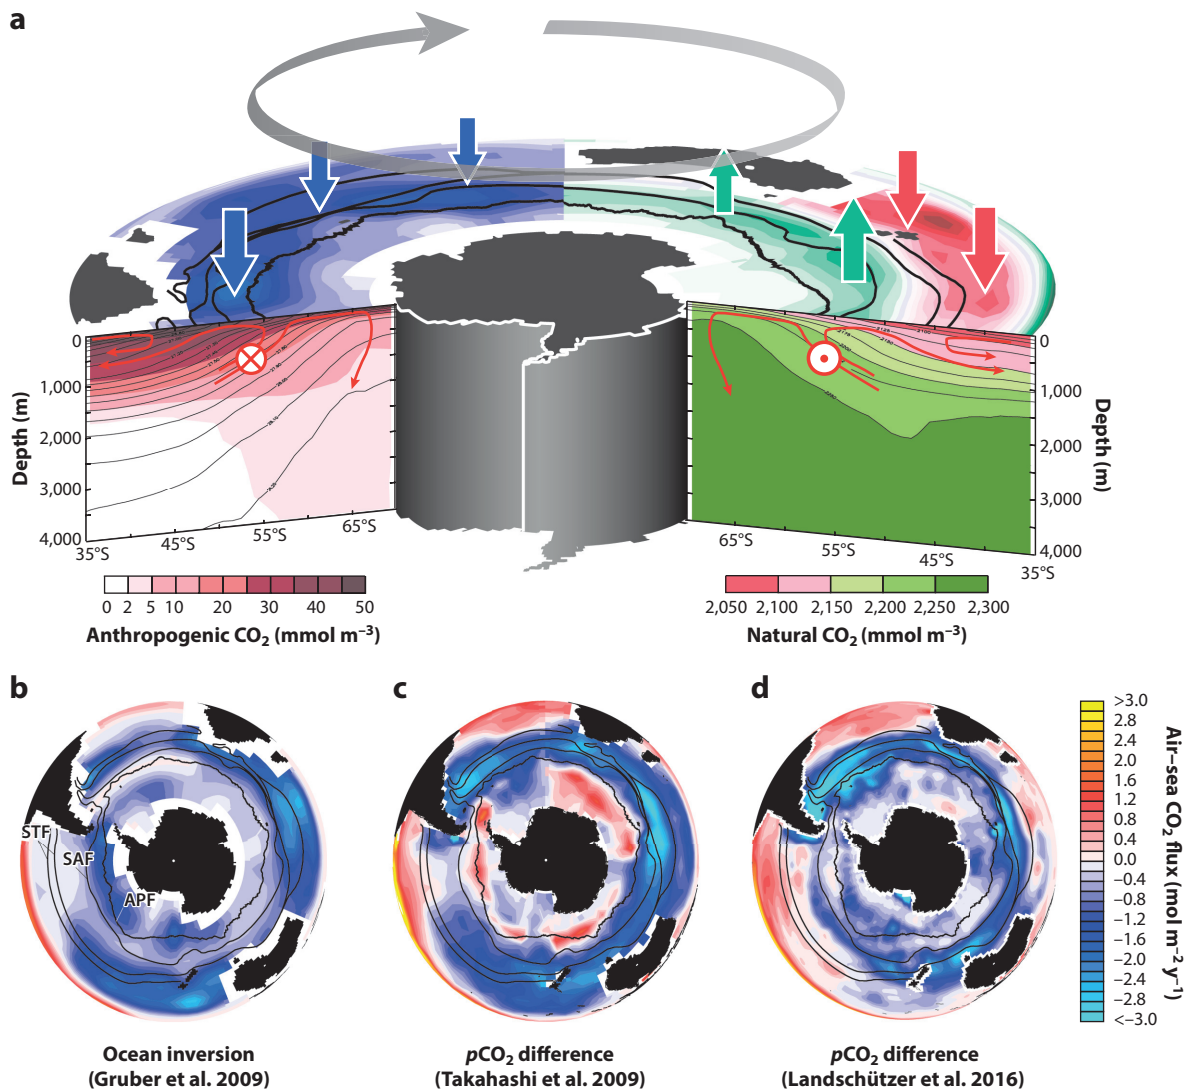 a
0
1,000
2,000
3,000
4,000
Depth (m)
35°S
45°S
55°S
65°S
65°S
55°S
45°S
35°S
0
1,000
2,000
3,000
4,000
Depth (m)
0 2 5 10 20 30 40 50
Anthropogenic CO₂ (mmol m⁻³)
2,050 2,100 2,150 2,200 2,250 2,300
Natural CO₂ (mmol m⁻³)
b
c
d
STF
SAF
APF
>3.0
2.8
2.4
2.0
1.6
1.2
0.8
0.4
0.0
−0.4
−0.8
−1.2
−1.6
−2.0
−2.4
−2.8
<−3.0
Air–sea CO₂ flux (mol m⁻² y⁻¹)
Ocean inversion
(Gruber et al. 2009)
pCO₂ difference
(Takahashi et al. 2009)
pCO₂ difference
(Landschützer et al. 2016)